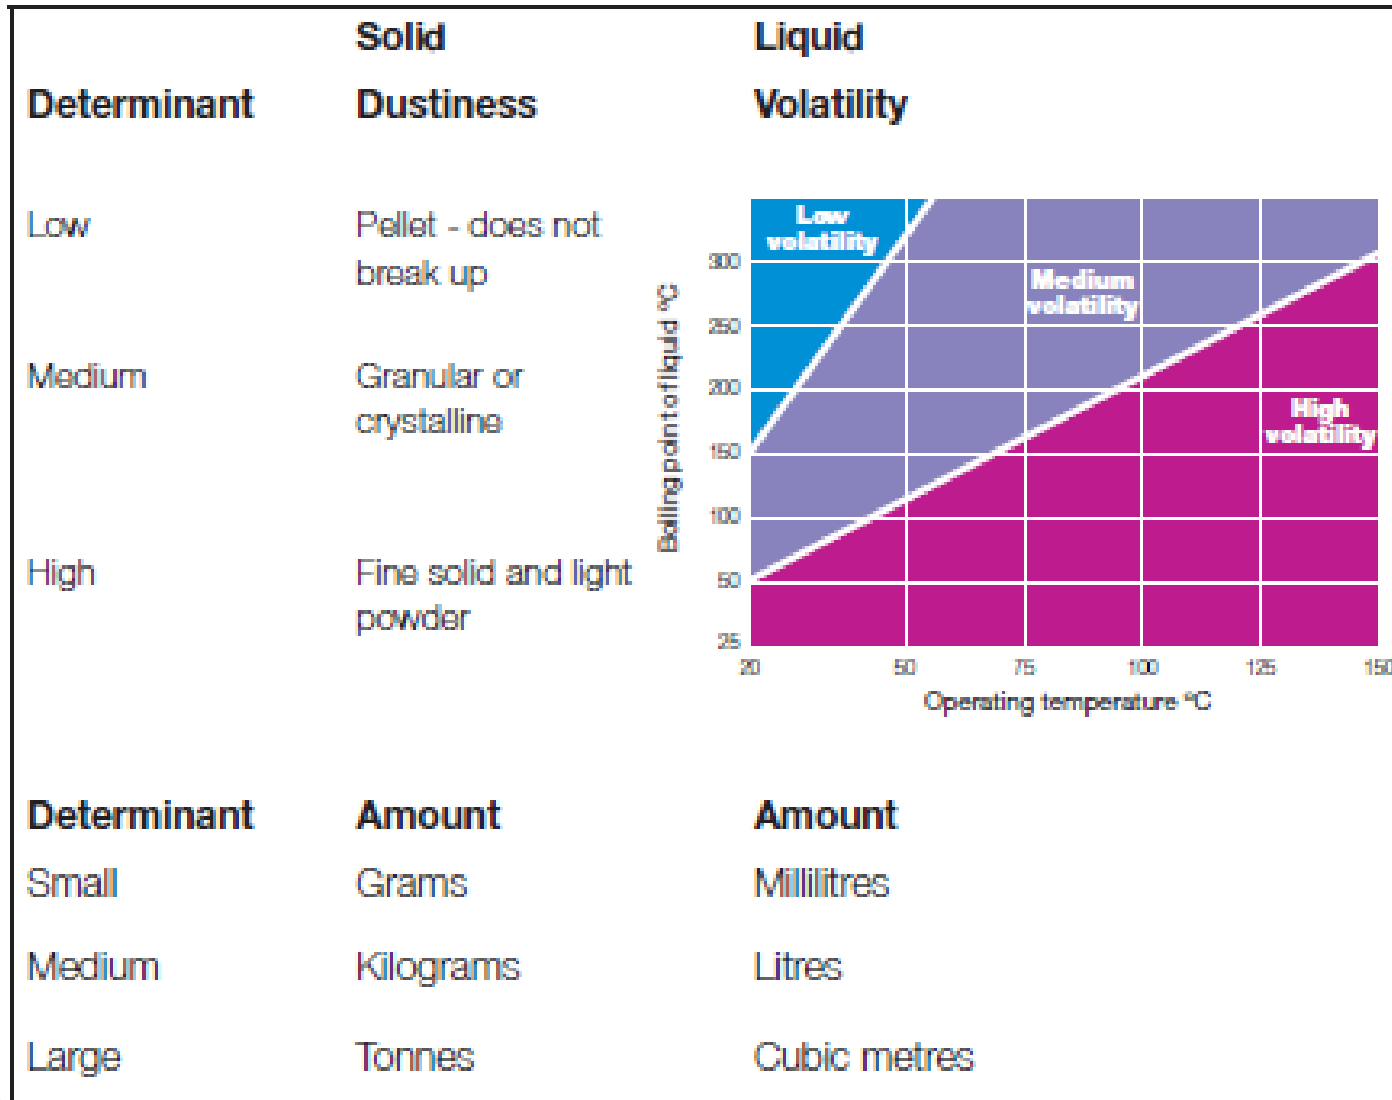 Solid Liquid
Determinant Dustiness Volatility
Low Pellet - does not
break up
Medium Granular or
crystalline
High Fine solid and light
powder
Low
volatility
Medium
volatility
High
volatility
Boiling point of liquid ºC
300
250
200
150
100
50
25
20 50 75 100 125 150
Operating temperature ºC
Determinant Amount Amount
Small Grams Millilitres
Medium Kilograms Litres
Large Tonnes Cubic metres